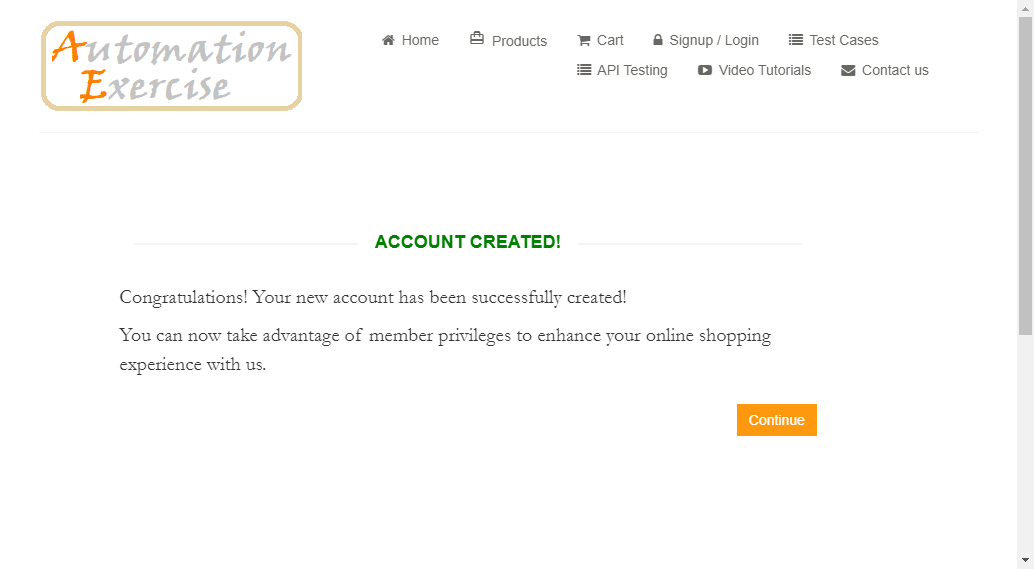 Automation
Exercise
Home
Products
Cart
Signup / Login
Test Cases
API Testing
Video Tutorials
Contact us
ACCOUNT CREATED!
Congratulations! Your new account has been successfully created!
You can now take advantage of member privileges to enhance your online shopping
experience with us.
Continue